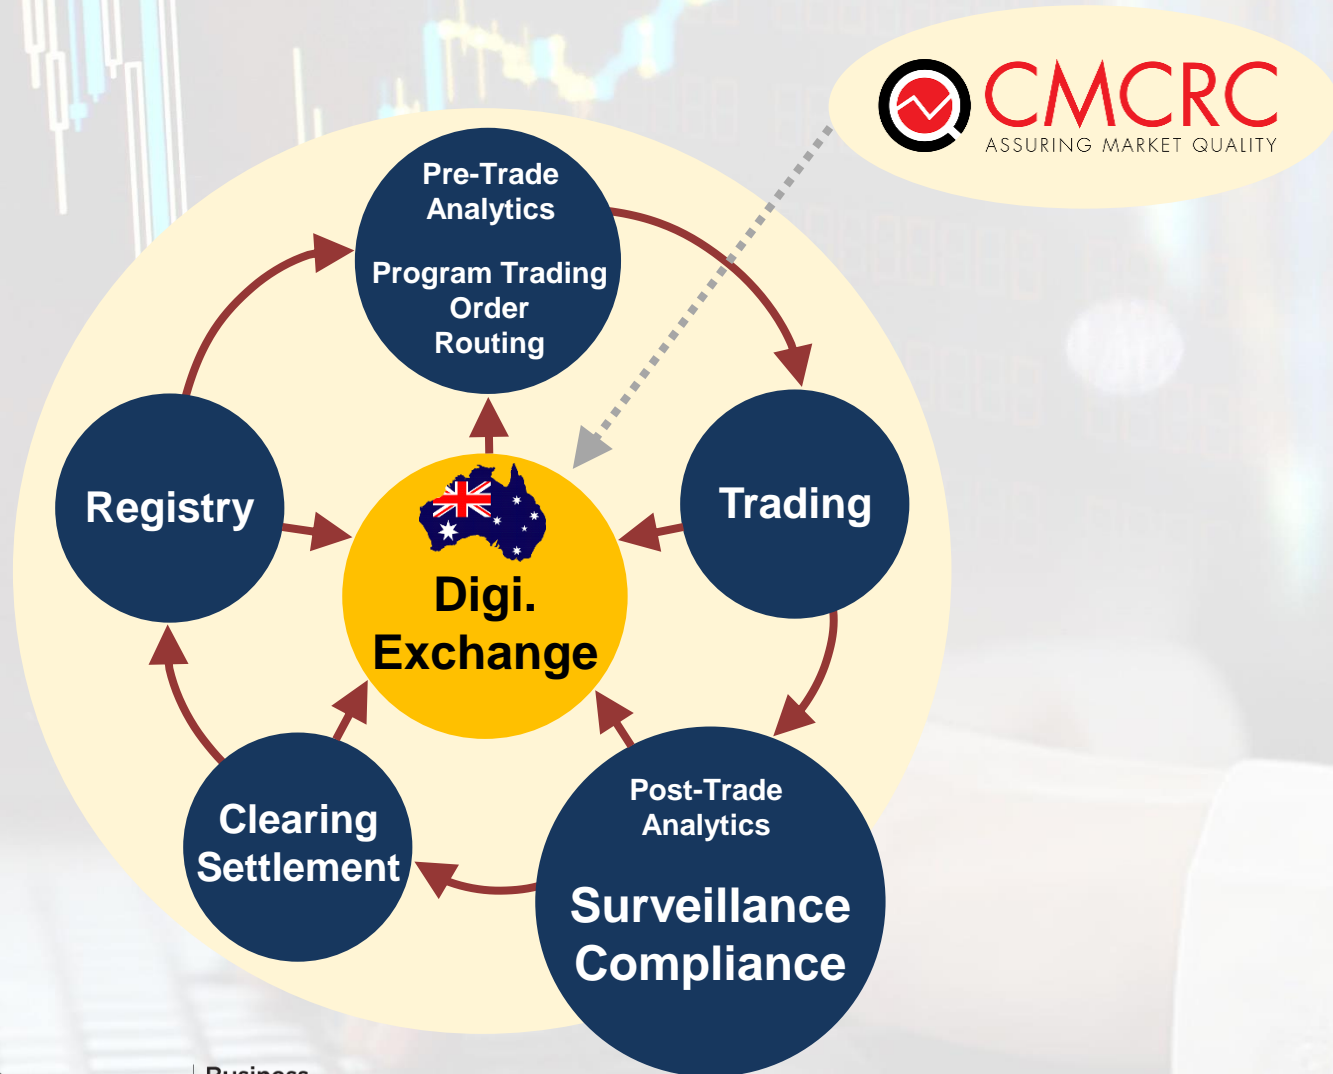 CMCRC
ASSURING MARKET QUALITY
Pre-Trade
Analytics
Program Trading
Order
Routing
Registry
Trading
Digi.
Exchange
Clearing
Settlement
Post-Trade
Analytics
Surveillance
Compliance
Business